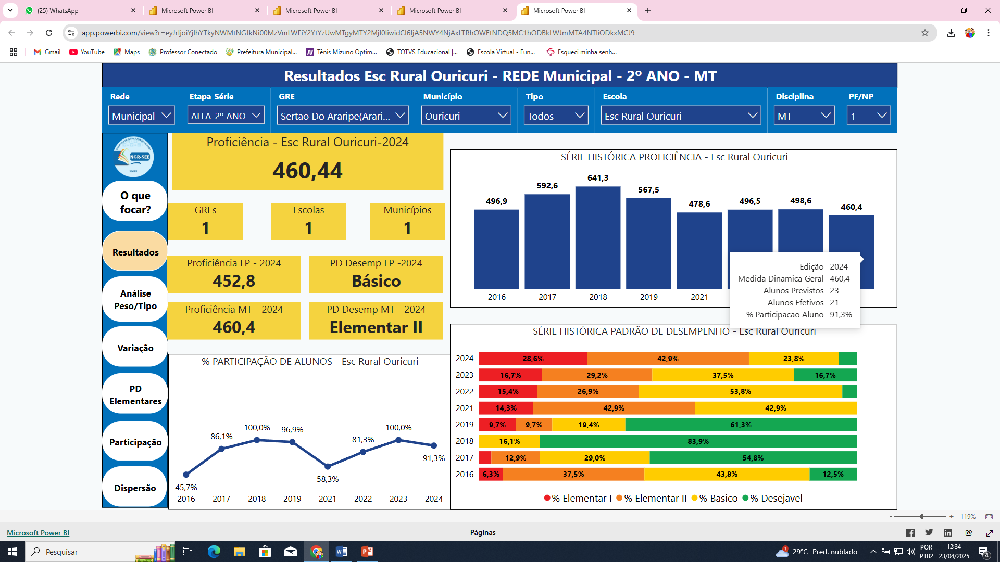 (25) WhatsApp
Microsoft Power BI
Microsoft Power BI
Microsoft Power BI
Microsoft Power BI
Gmail
YouTube
Maps
Professor Conectado
Prefeitura Municipal...
Tênis Mizuno Optim...
TOTVS Educacional |...
Escola Virtual - Fun...
Esqueci minha senh...
Resultados Esc Rural Ouricuri - REDE Municipal - 2º ANO - MT
Rede
Etapa_Série
GRE
Município
Tipo
Escola
Disciplina
PF/NP
Municipal
ALFA_2º ANO
Sertao Do Araripe(Arari...
Ouricuri
Todos
Esc Rural Ouricuri
MT
1
NGR-SEE
O que
focar?
Resultados
Análise
Peso/Tipo
Variação
PD
Elementares
Participação
Dispersão
Proficiência - Esc Rural Ouricuri-2024
460,44
GREs
1
Escolas
1
Municípios
1
Proficiência LP - 2024
452,8
PD Desemp LP -2024
Básico
Proficiência MT - 2024
460,4
PD Desemp MT - 2024
Elementar II
% PARTICIPAÇÃO DE ALUNOS - Esc Rural Ouricuri
45,7%
86,1%
100,0%
96,9%
58,3%
81,3%
100,0%
91,3%
2016 2017 2018 2019 2021 2022 2023 2024
SÉRIE HISTÓRICA PROFICIÊNCIA - Esc Rural Ouricuri
496,9 592,6 641,3 567,5 478,6 496,5 498,6 460,4
2016 2017 2018 2019 2021
Edição 2024
Medida Dinamica Geral 460,4
Alunos Previstos 23
Alunos Efetivos 21
% Participacao Aluno 91,3%
SÉRIE HISTÓRICA PADRÃO DE DESEMPENHO - Esc Rural Ouricuri
2024 28,6% 42,9% 23,8%
2023 16,7% 29,2% 37,5% 16,7%
2022 15,4% 26,9% 53,8%
2021 14,3% 42,9% 42,9%
2019 9,7% 9,7% 19,4% 61,3%
2018 16,1% 83,9%
2017 12,9% 29,0% 54,8%
2016 6,3% 37,5% 43,8% 12,5%
% Elementar I % Elementar II % Basico % Desejavel
- + 119%
Microsoft Power BI
Páginas
Pesquisar
1
29°C Pred. nublado
POR
PTB2
12:34
23/04/2025
4